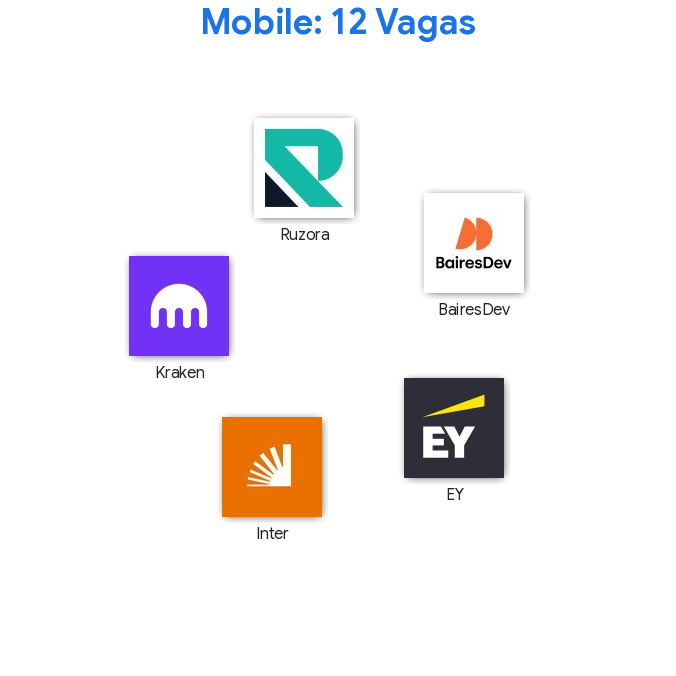 Mobile: 12 Vagas
Ruzora
BairesDev
BairesDev
Kraken
EY
EY
Inter